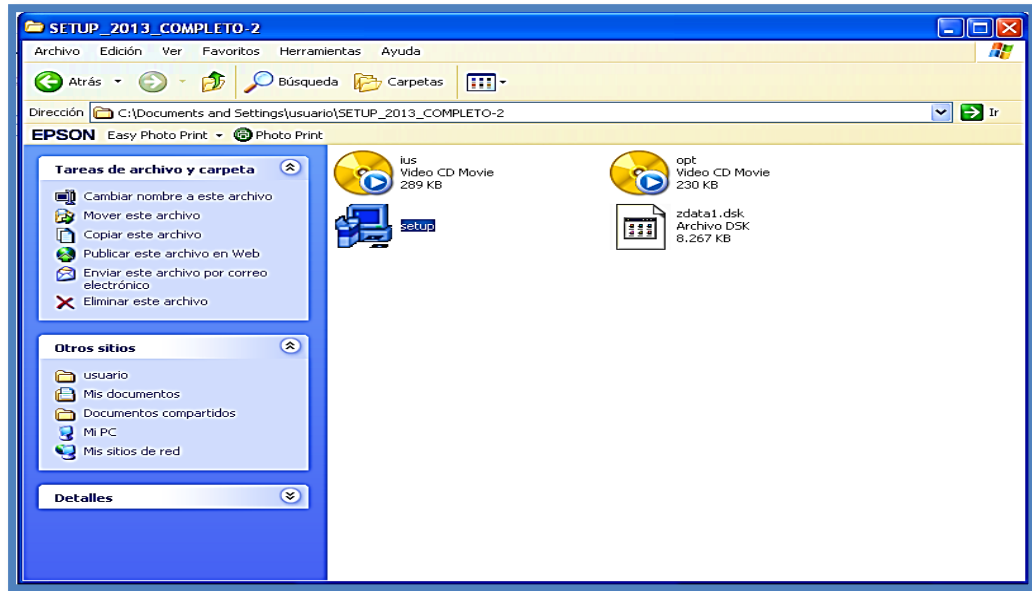 SETUP_2013_COMPLETO-2
Archivo Edición Ver Favoritos Herramientas Ayuda
Atrás Búsqueda Carpetas
Dirección C:\Documents and Settings\usuario\SETUP_2013_COMPLETO-2 Ir
EPSON Easy Photo Print Photo Print
Tareas de archivo y carpeta
Cambiar nombre a este archivo
Mover este archivo
Copiar este archivo
Publicar este archivo en Web
Enviar este archivo por correo
electrónico
Eliminar este archivo
Otros sitios
usuario
Mis documentos
Documentos compartidos
Mi PC
Mis sitios de red
Detalles
ius
Video CD Movie
289 KB
opt
Video CD Movie
230 KB
setup
zdata1.dsk
Archivo DSK
8.267 KB